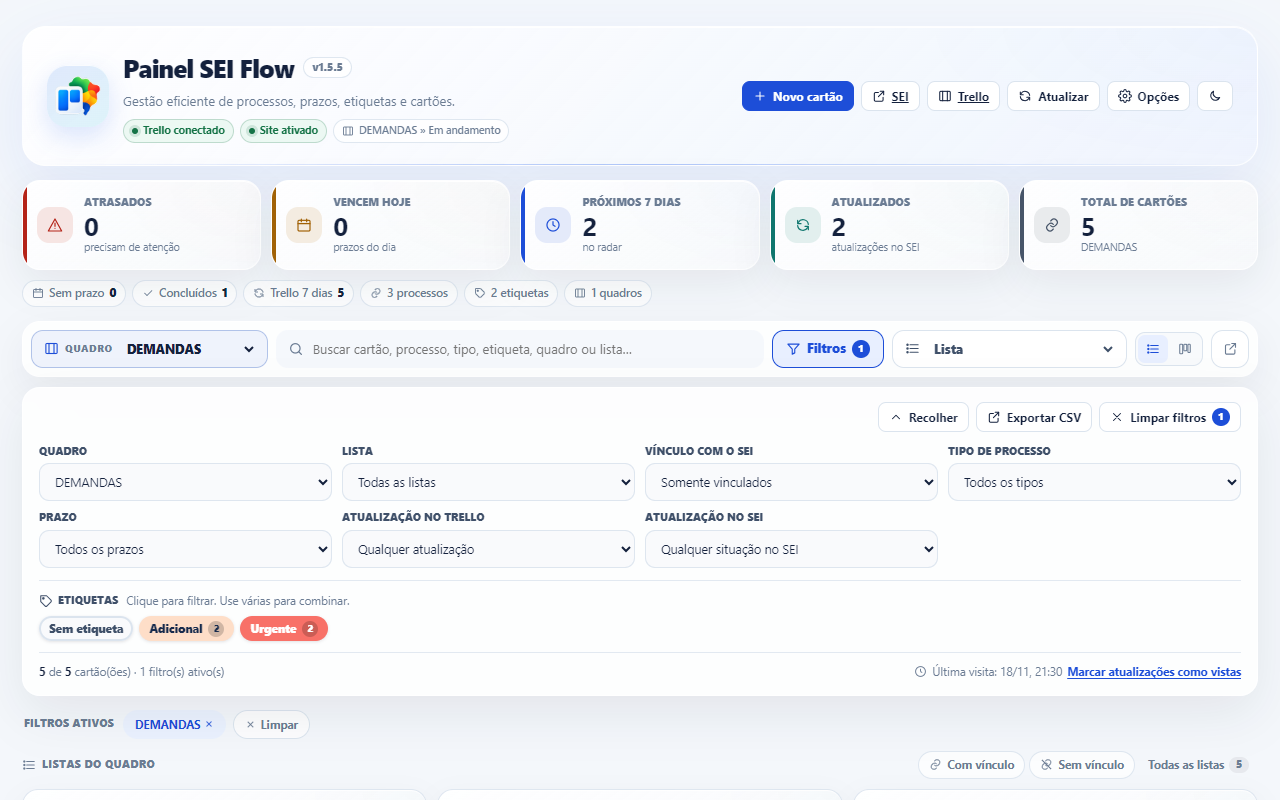 Painel SEI Flow v1.5.5
Gestão eficiente de processos, prazos, etiquetas e cartões.
Trello conectado Site ativado DEMANDAS » Em andamento
+ Novo cartão SEI Trello Atualizar Opções
ATRASADOS
0
precisam de atenção
VENCEM HOJE
0
prazos do dia
PRÓXIMOS 7 DIAS
2
no radar
ATUALIZADOS
2
atualizações no SEI
TOTAL DE CARTÕES
5
DEMANDAS
Sem prazo 0 Concluídos 1 Trello 7 dias 5 3 processos 2 etiquetas 1 quadros
QUADRO DEMANDAS Buscar cartão, processo, tipo, etiqueta, quadro ou lista... Filtros 1 Lista
Recolher Exportar CSV Limpar filtros 1
QUADRO LISTA VÍNCULO COM O SEI TIPO DE PROCESSO
DEMANDAS Todas as listas Somente vinculados Todos os tipos
PRAZO ATUALIZAÇÃO NO TRELLO ATUALIZAÇÃO NO SEI
Todos os prazos Qualquer atualização Qualquer situação no SEI
ETIQUETAS Clique para filtrar. Use várias para combinar.
Sem etiqueta Adicional 2 Urgente 2
5 de 5 cartão(ões) · 1 filtro(s) ativo(s) Última visita: 18/11, 21:30 Marcar atualizações como vistas
FILTROS ATIVOS DEMANDAS × × Limpar
LISTAS DO QUADRO Com vínculo Sem vínculo Todas as listas 5